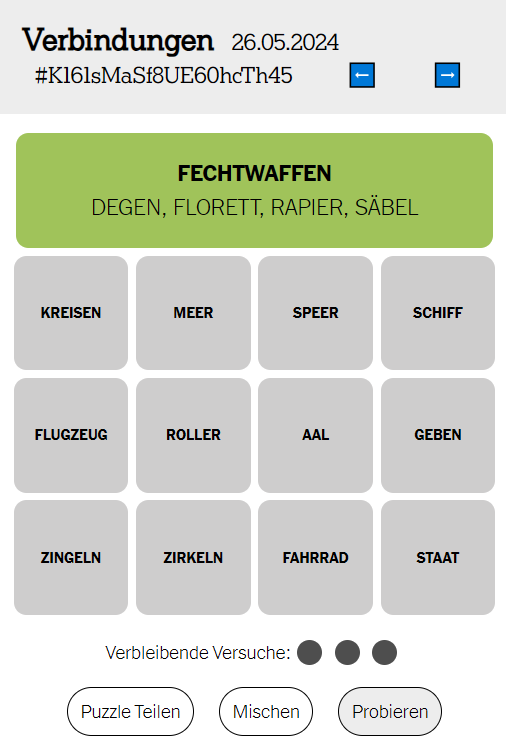 Verbindungen 26.05.2024
#K161sMaSf8UE60hcTh45 ← →
FECHTWAFFEN
DEGEN, FLORETT, RAPIER, SÄBEL
KREISEN MEER SPEER SCHIFF
FLUGZEUG ROLLER AAL GEBEN
ZINGELN ZIRKELN FAHRRAD STAAT
Verbleibende Versuche:
Puzzle Teilen Mischen Probieren